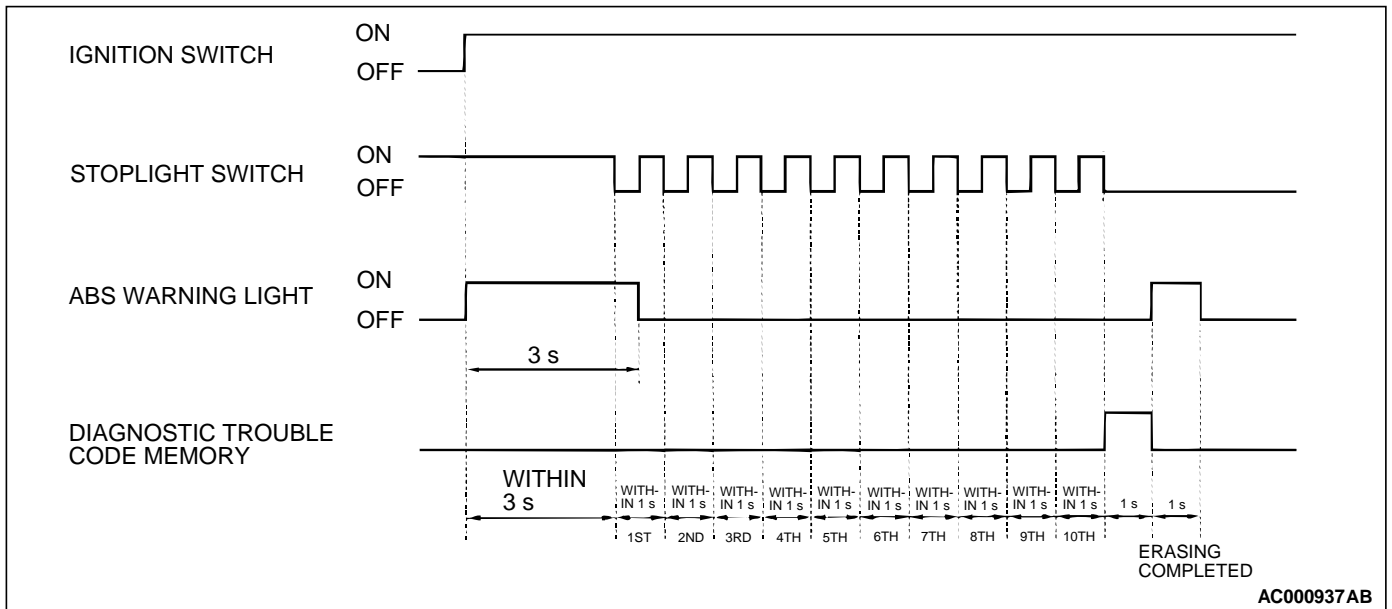 IGNITION SWITCH
ON
OFF
STOPLIGHT SWITCH
ON
OFF
ABS WARNING LIGHT
ON
OFF
3 s
DIAGNOSTIC TROUBLE
CODE MEMORY
WITHIN
3 s
WITH-
IN 1 s
1ST
WITH-
IN 1 s
2ND
WITH-
IN 1 s
3RD
WITH-
IN 1 s
4TH
WITH-
IN 1 s
5TH
WITH-
IN 1 s
6TH
WITH-
IN 1 s
7TH
WITH-
IN 1 s
8TH
WITH-
IN 1 s
9TH
WITH-
IN 1 s
10TH
1 s
1 s
ERASING
COMPLETED
AC000937AB